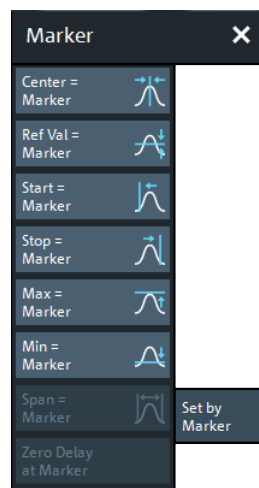 Marker
Center =
Marker
Ref Val =
Marker
Start =
Marker
Stop =
Marker
Max =
Marker
Min =
Marker
Span =
Marker
Set by
Marker
Zero Delay
at Marker